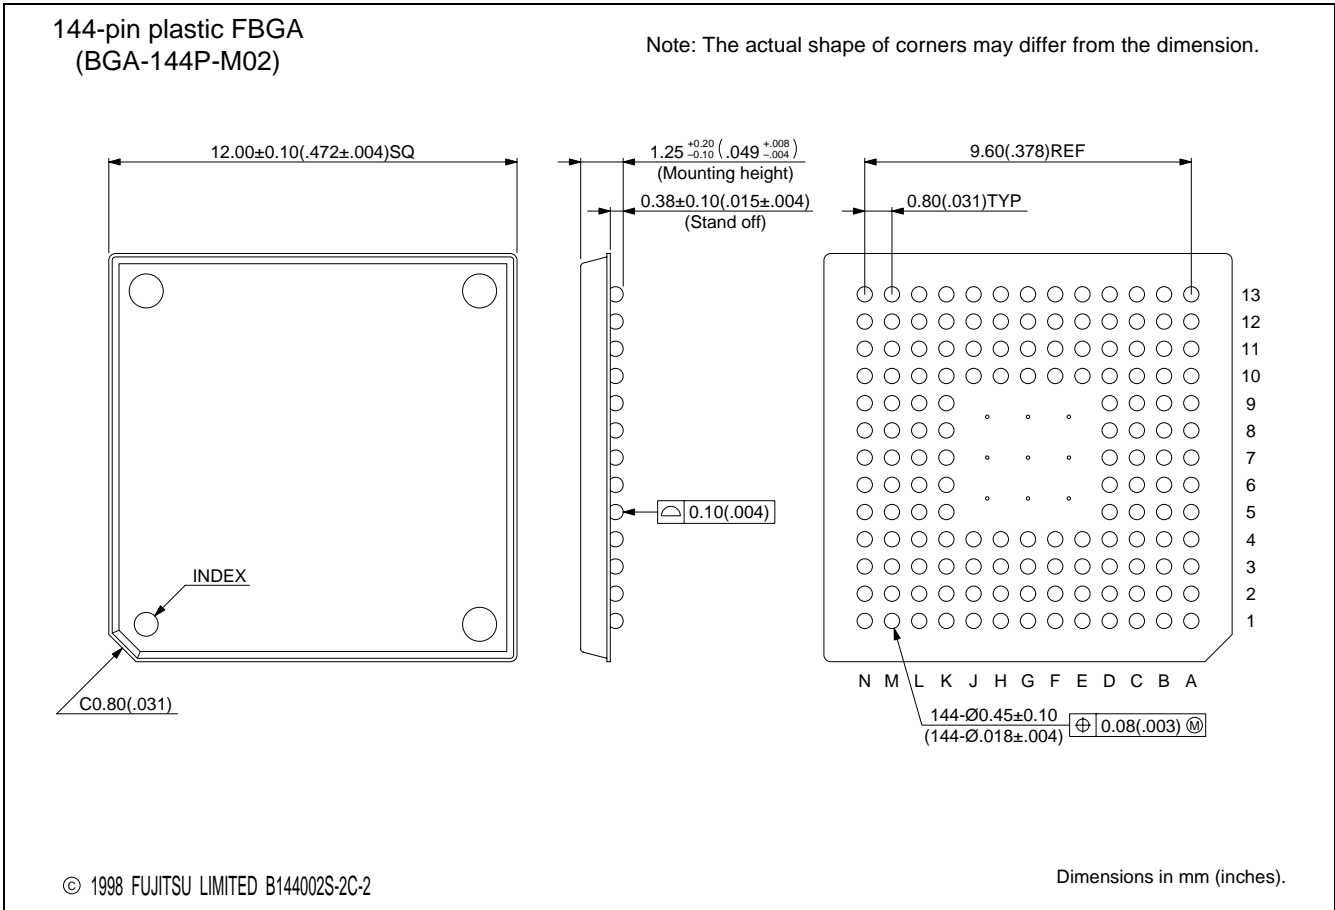 144-pin plastic FBGA
(BGA-144P-M02)
Note: The actual shape of corners may differ from the dimension.
12.00±0.10(.472±.004)SQ
1.25 +0.20 –0.10 (.049 +.008 –.004)
(Mounting height)
0.38±0.10(.015±.004)
(Stand off)
9.60(.378)REF
0.80(.031)TYP
13
12
11
10
9
8
7
6
5
4
3
2
1
0.10(.004)
INDEX
C0.80(.031)
N M L K J H G F E D C B A
144-Ø0.45±0.10
(144-Ø.018±.004)
⌖ 0.08(.003) Ⓜ
© 1998 FUJITSU LIMITED B144002S-2C-2
Dimensions in mm (inches).